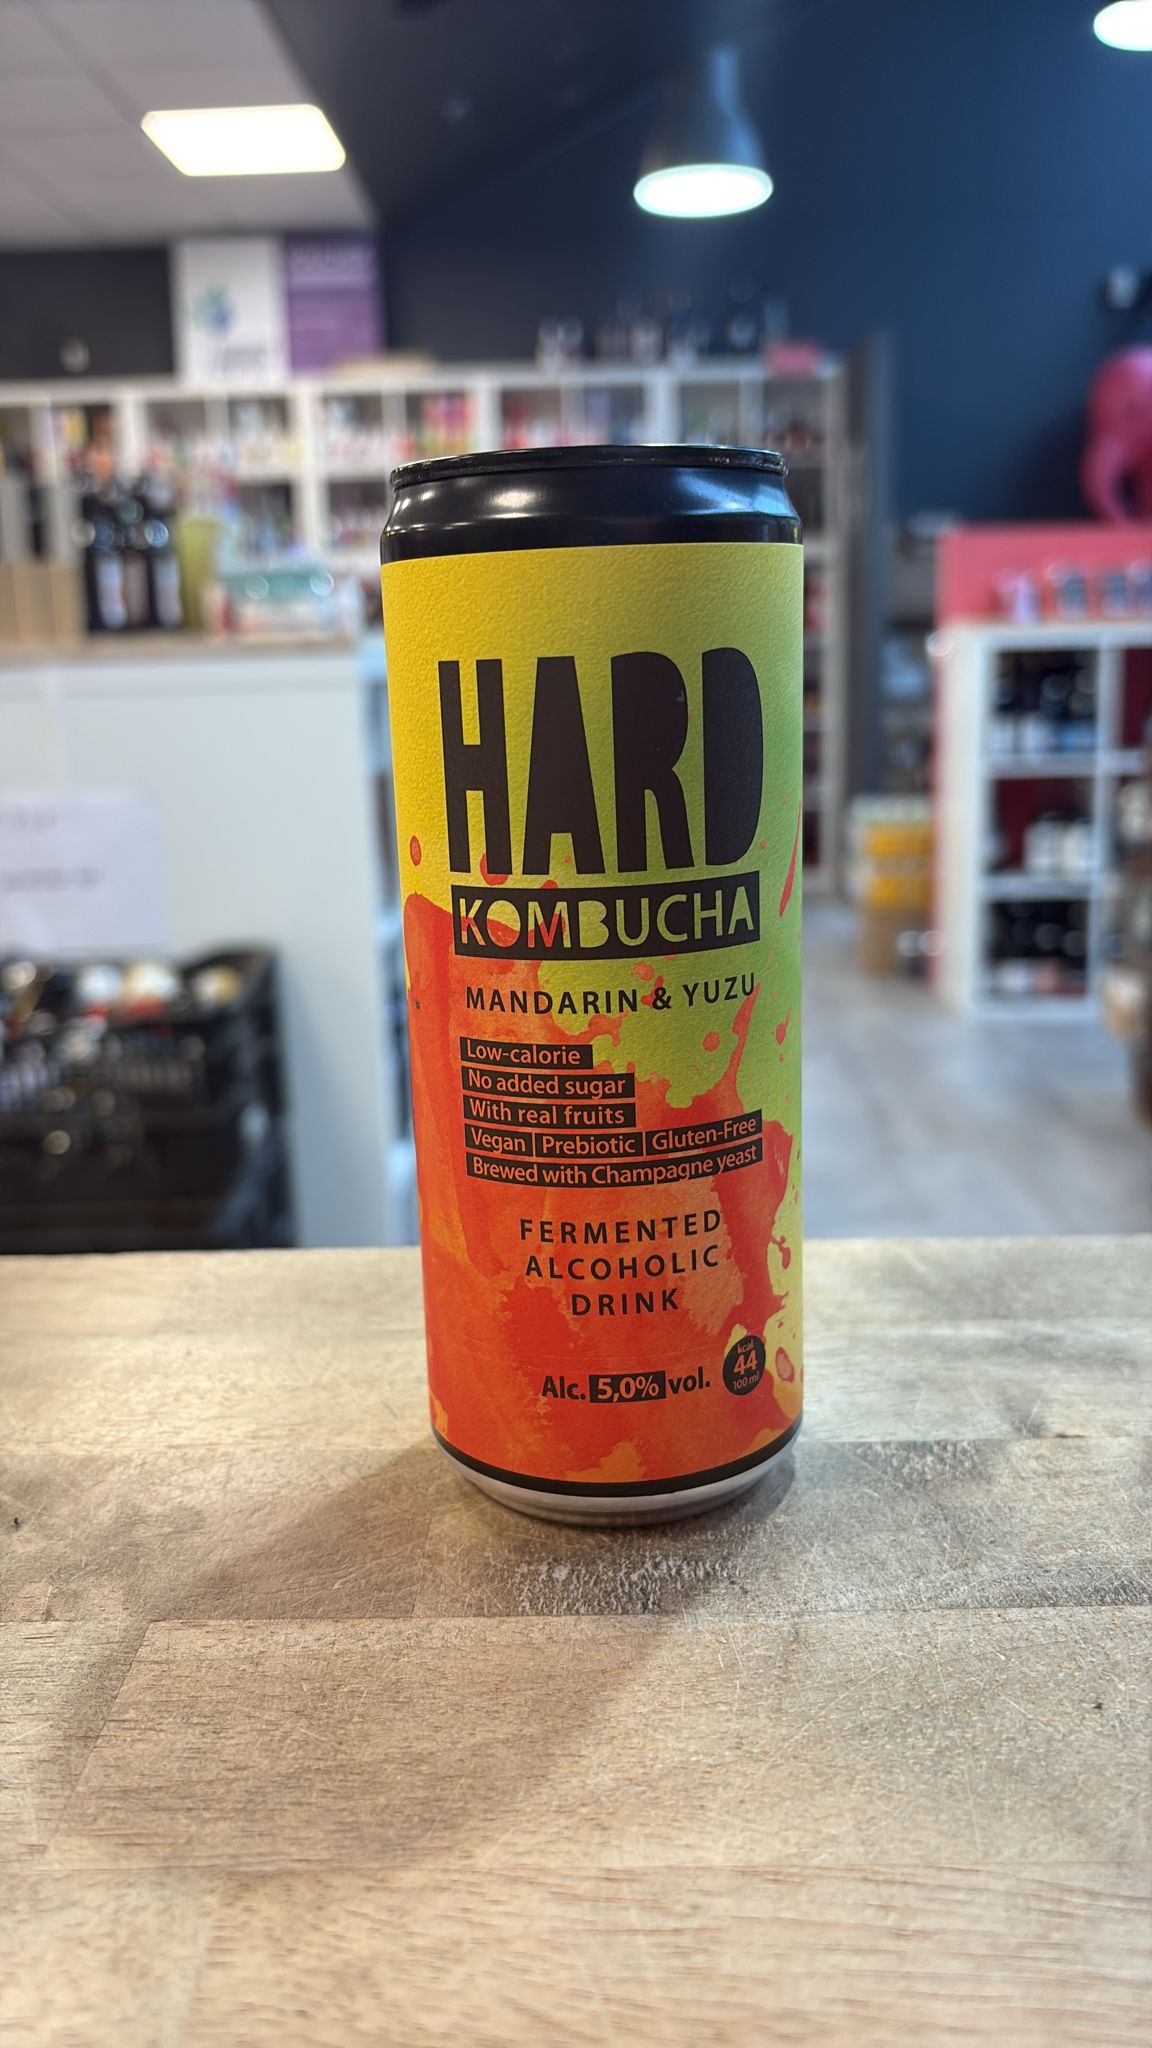 HARD
KOMBUCHA
MANDARIN & YUZU
Low-calorie
No added sugar
With real fruits
Vegan | Prebiotic | Gluten-Free
Brewed with Champagne yeast
FERMENTED
ALCOHOLIC
DRINK
Alc. 5,0% vol.
kcal
44
100 ml